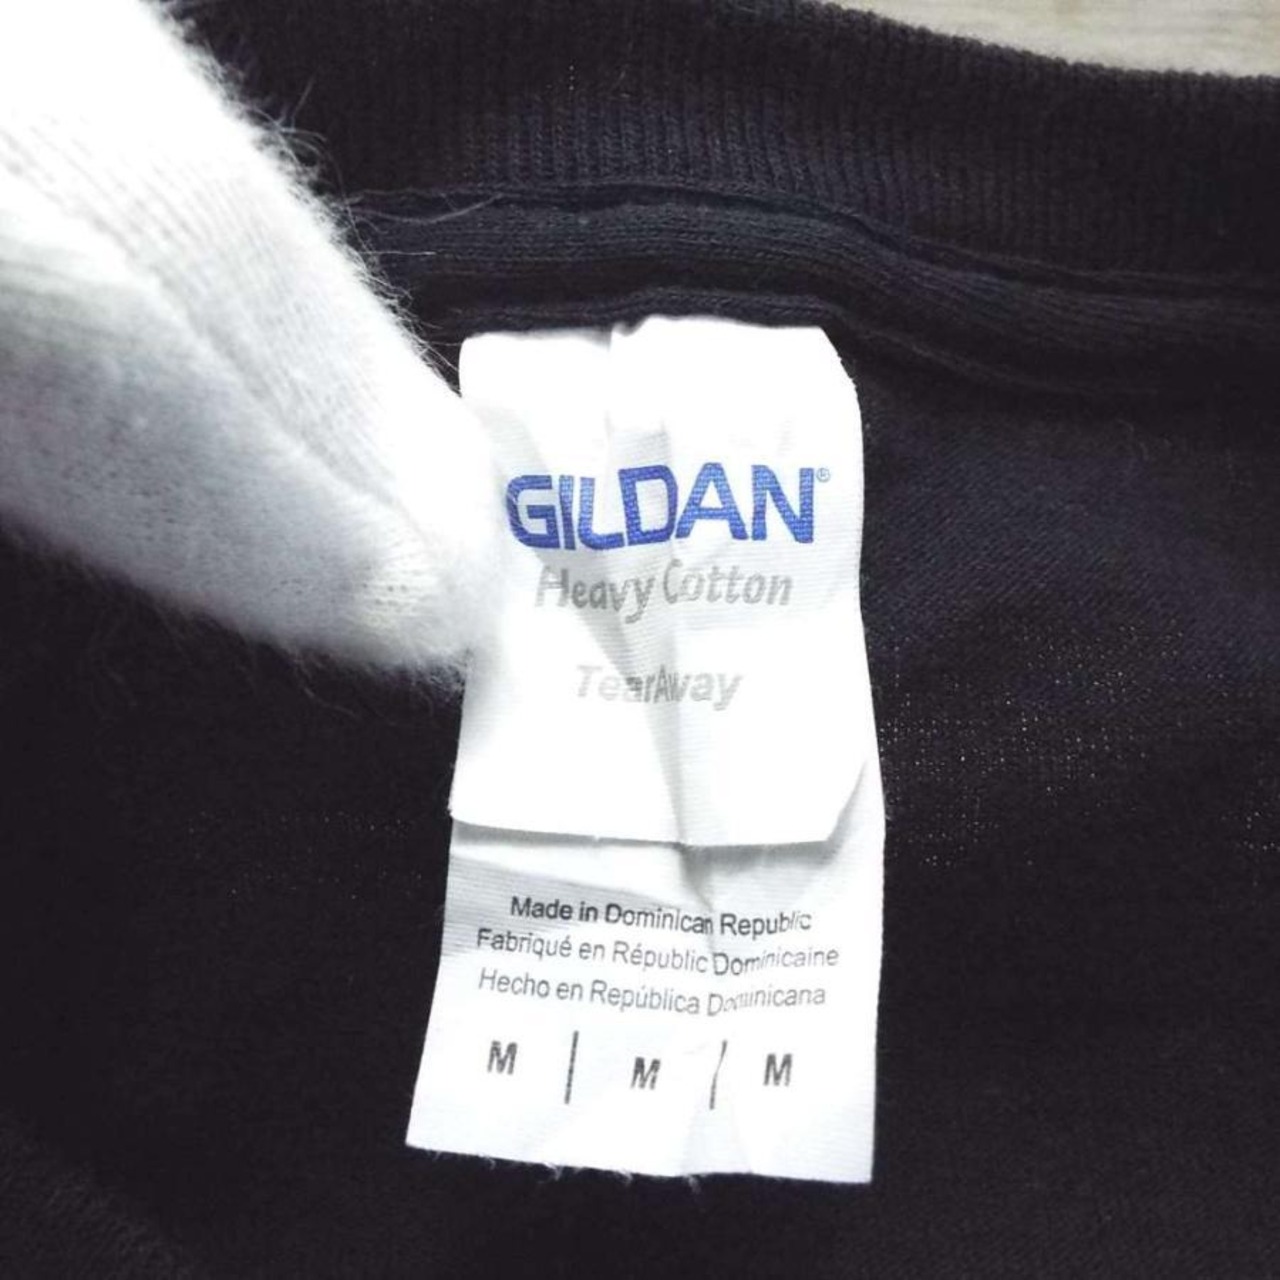 GILDAN®
Heavy Cotton
TearAway
Made in Dominican Republic
Fabriqué en Républic Dominicaine
Hecho en República Dominicana
M | M | M